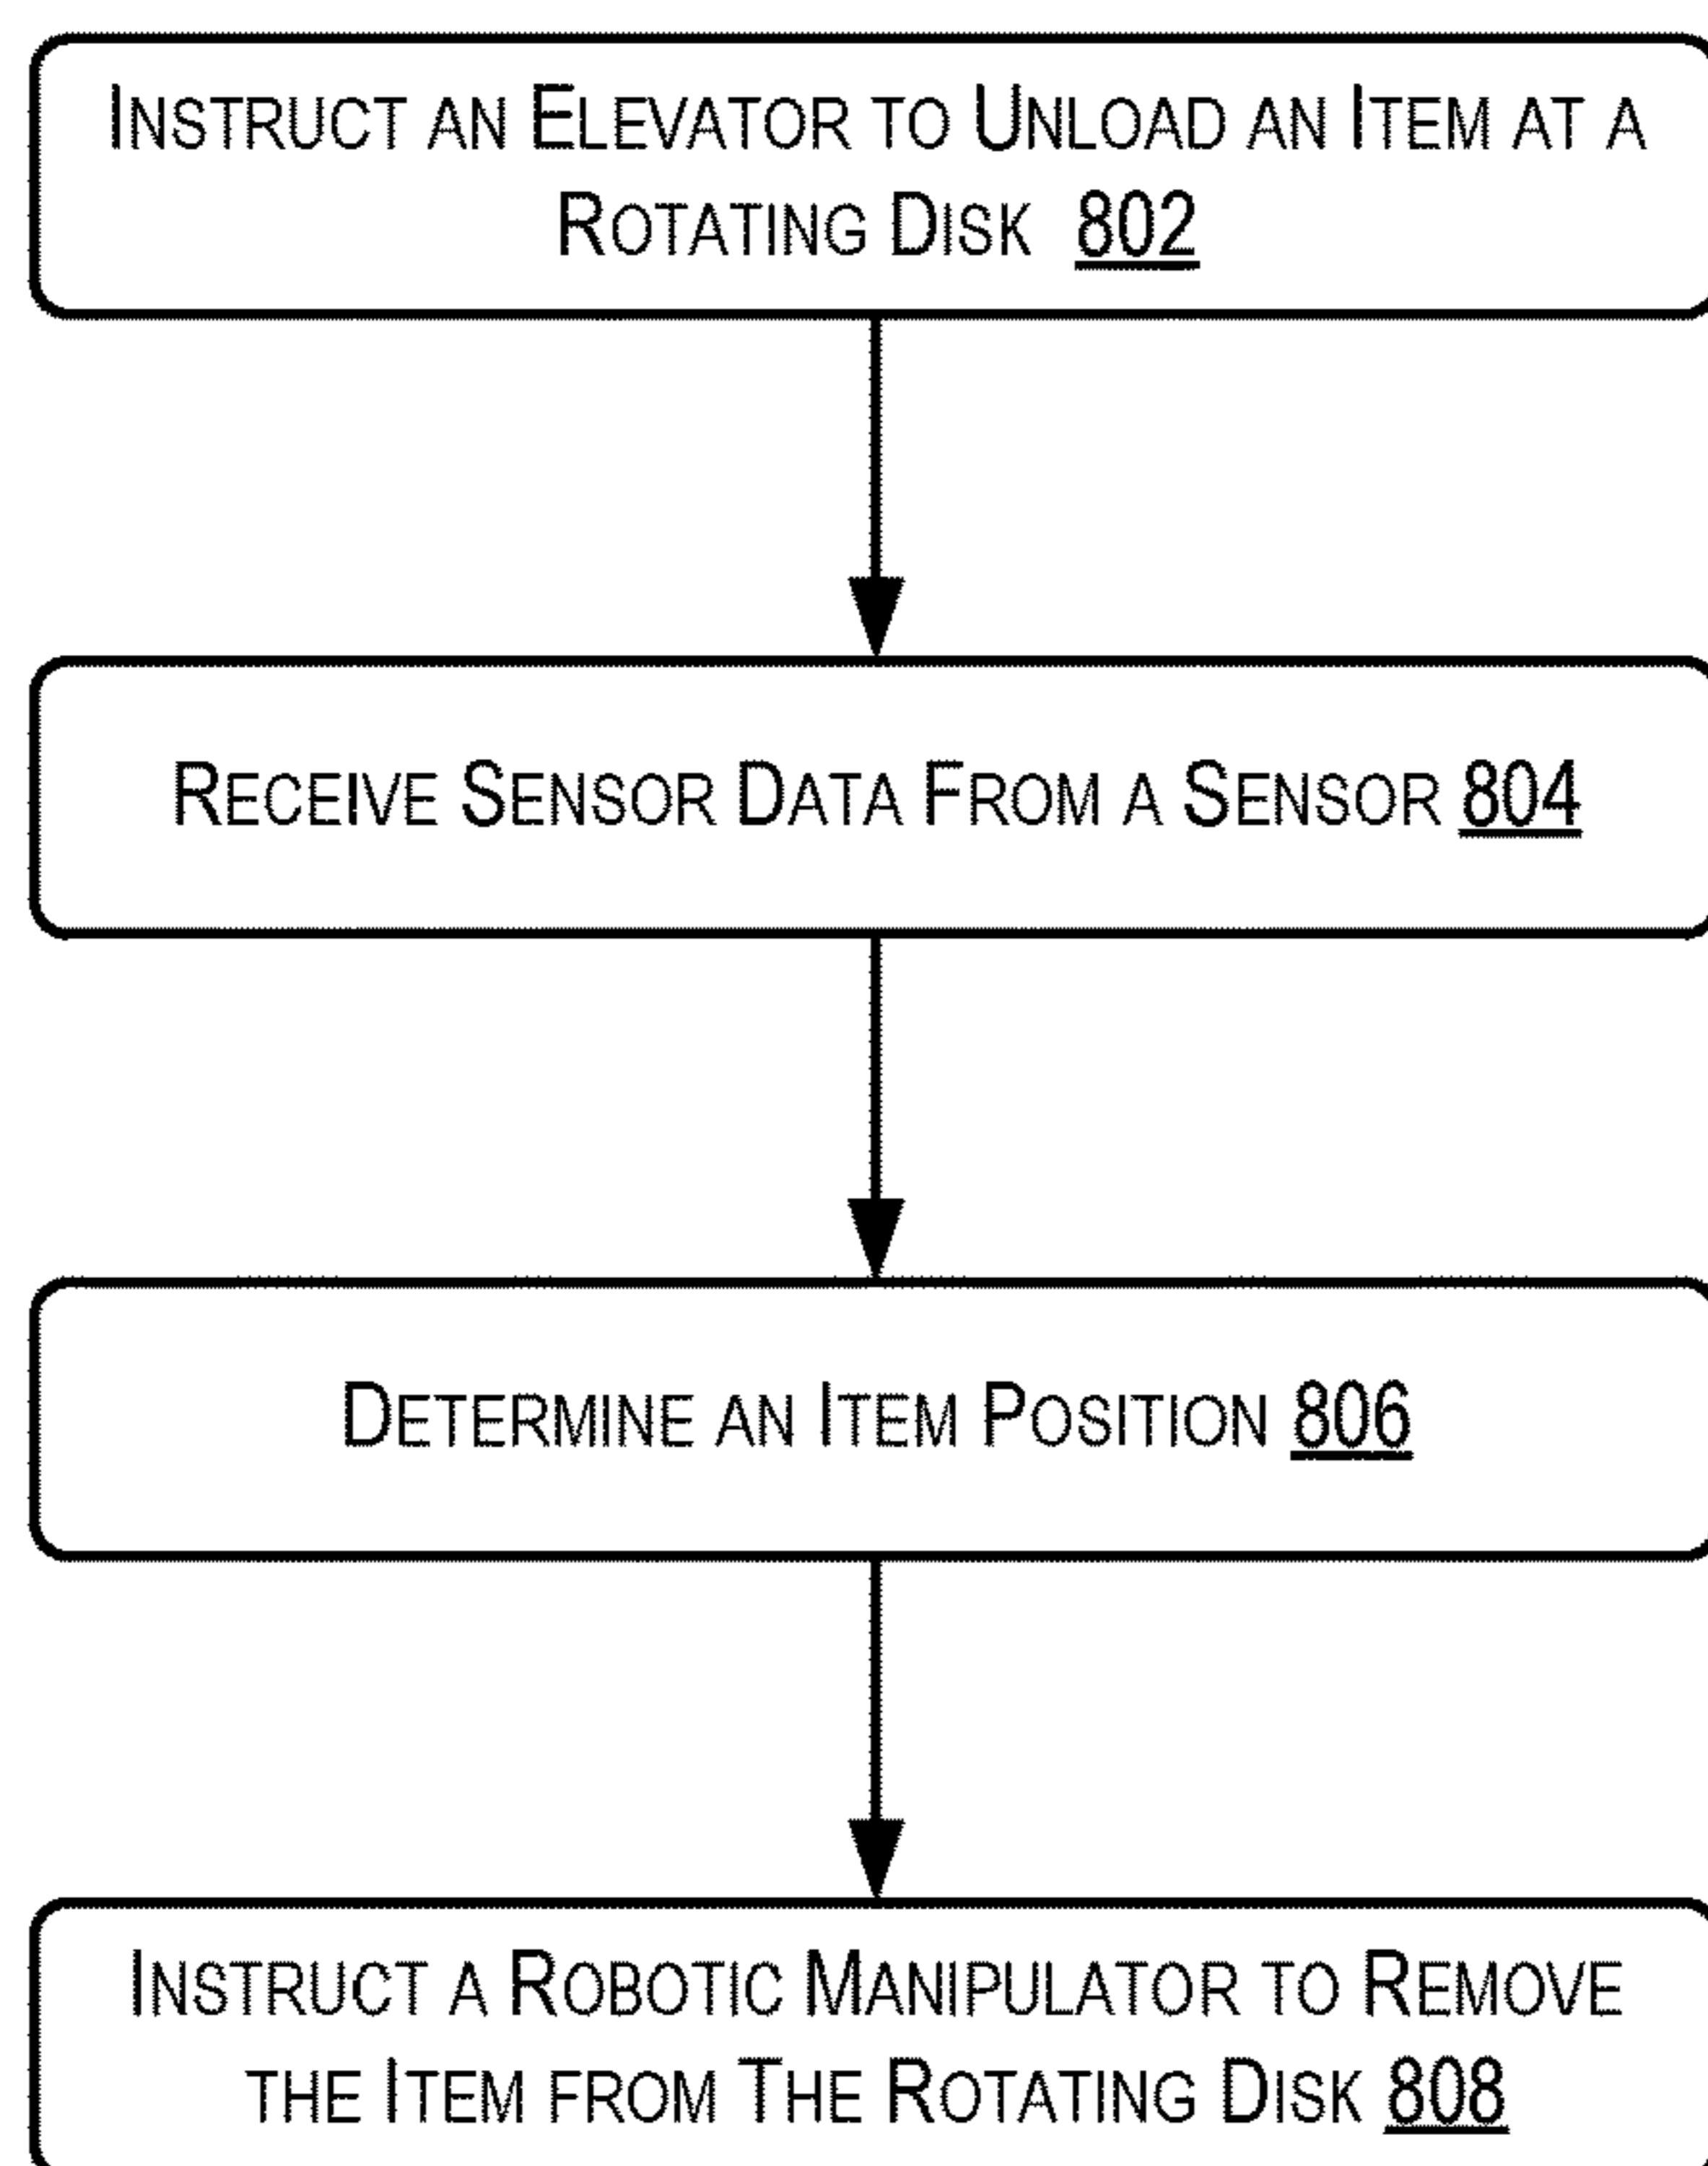 INSTRUCT AN ELEVATOR TO UNLOAD AN ITEM AT A
ROTATING DISK 802
RECEIVE SENSOR DATA FROM A SENSOR 804
DETERMINE AN ITEM POSITION 806
INSTRUCT A ROBOTIC MANIPULATOR TO REMOVE
THE ITEM FROM THE ROTATING DISK 808